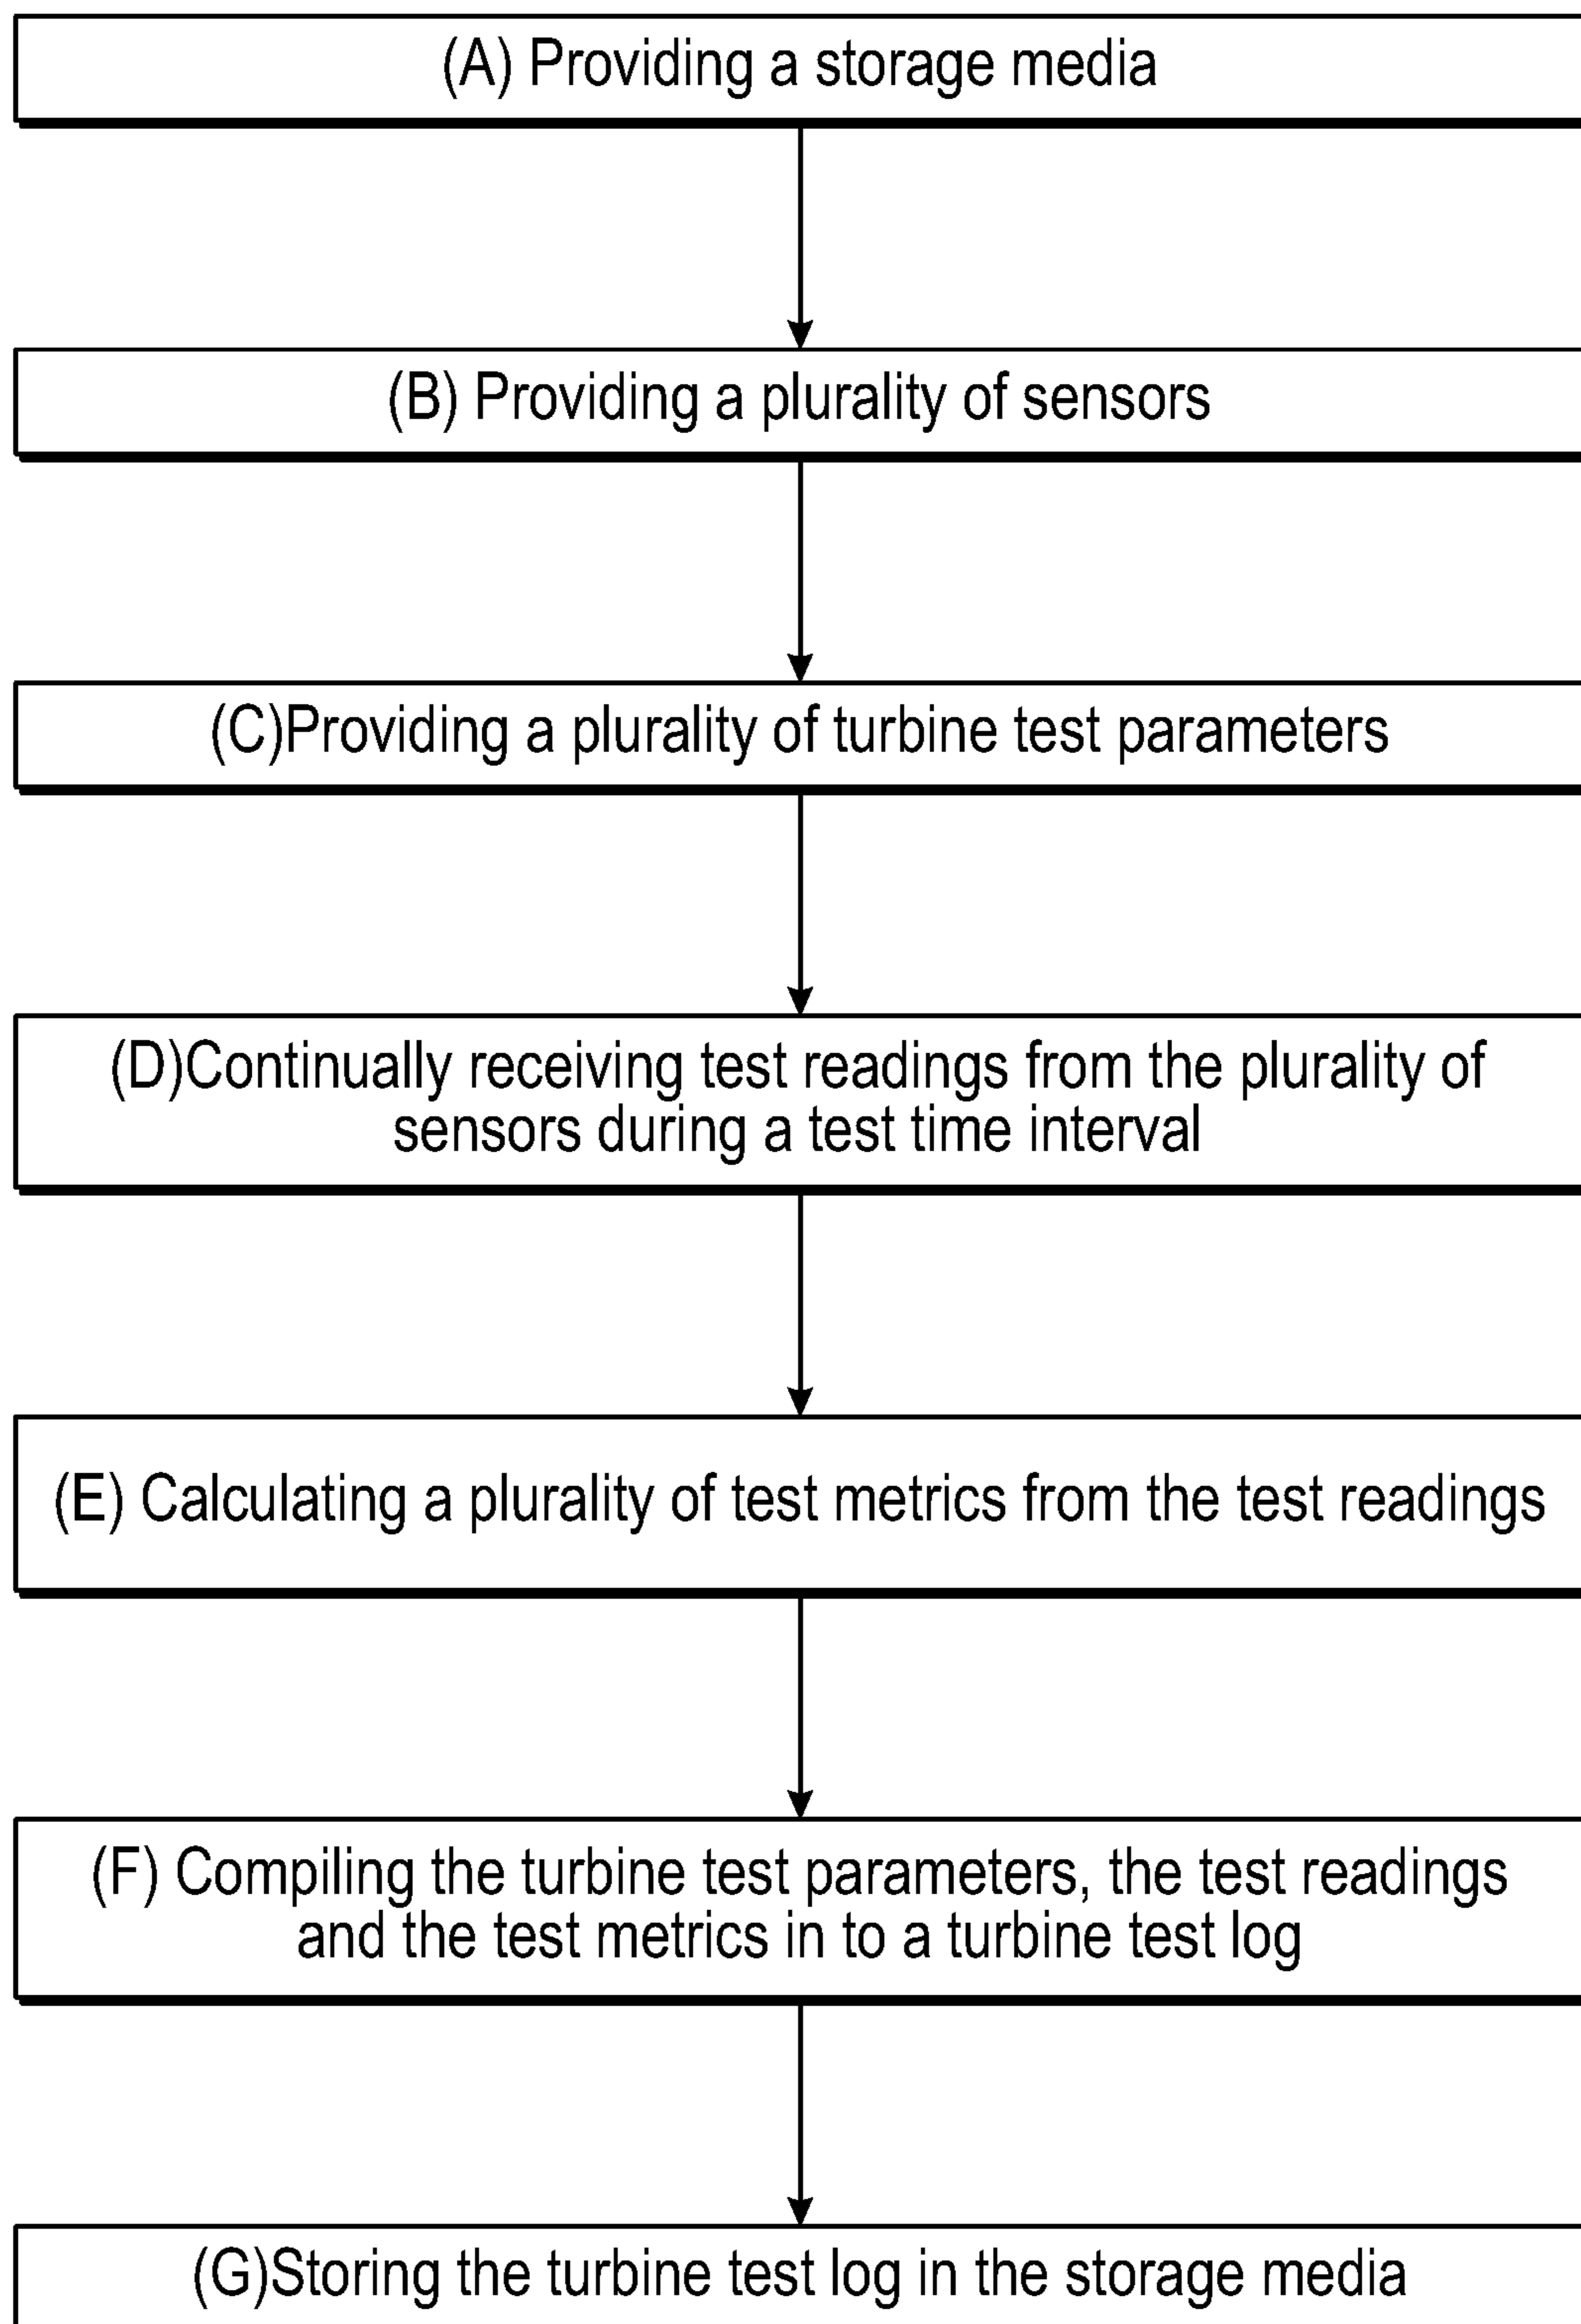 (A) Providing a storage media
(B) Providing a plurality of sensors
(C)Providing a plurality of turbine test parameters
(D)Continually receiving test readings from the plurality of
sensors during a test time interval
(E) Calculating a plurality of test metrics from the test readings
(F) Compiling the turbine test parameters, the test readings
and the test metrics in to a turbine test log
(G)Storing the turbine test log in the storage media